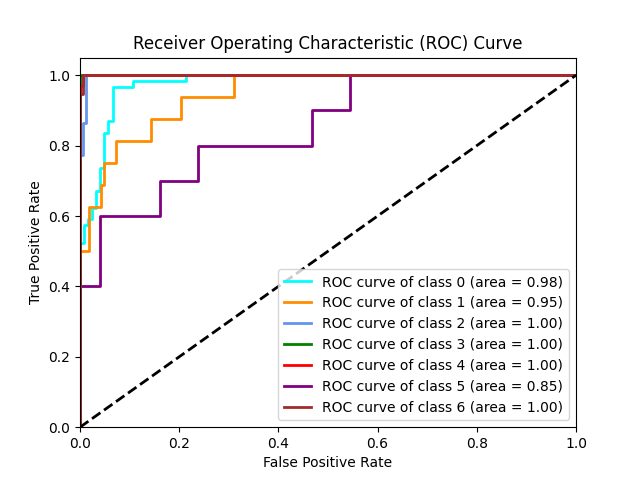 Receiver Operating Characteristic (ROC) Curve
True Positive Rate
1.0
0.8
0.6
0.4
0.2
0.0
ROC curve of class 0 (area = 0.98)
ROC curve of class 1 (area = 0.95)
ROC curve of class 2 (area = 1.00)
ROC curve of class 3 (area = 1.00)
ROC curve of class 4 (area = 1.00)
ROC curve of class 5 (area = 0.85)
ROC curve of class 6 (area = 1.00)
0.0 0.2 0.4 0.6 0.8 1.0
False Positive Rate